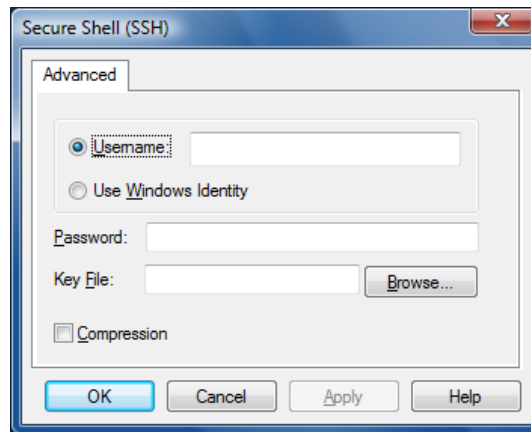 Secure Shell (SSH)
Advanced
Username:
Use Windows Identity
Password:
Key File:
Browse...
Compression
OK
Cancel
Apply
Help